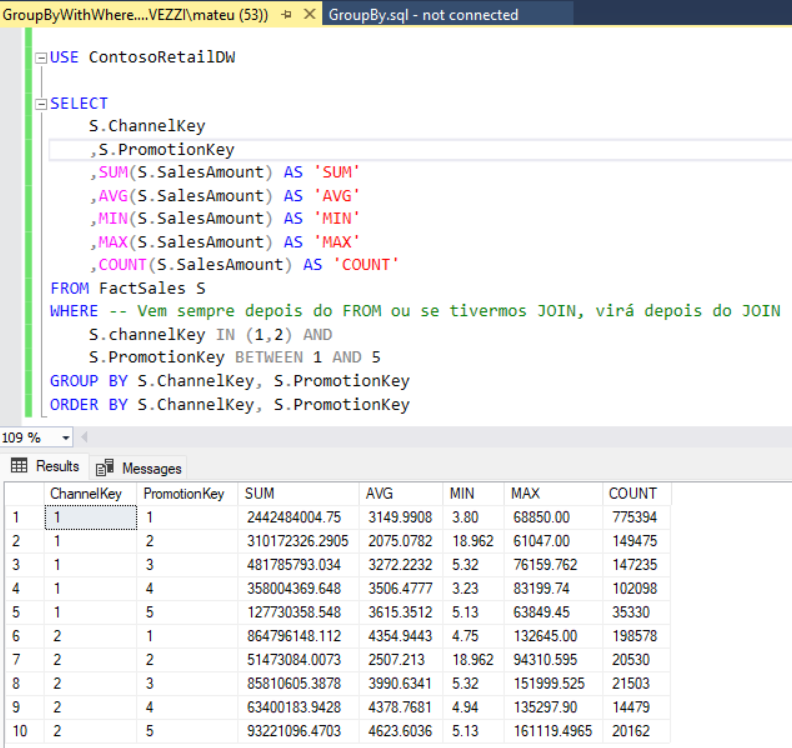 GroupByWithWhere....VEZZI\mateu (53)) GroupBy.sql - not connected
USE ContosoRetailDW
SELECT
S.ChannelKey
,S.PromotionKey
,SUM(S.SalesAmount) AS 'SUM'
,AVG(S.SalesAmount) AS 'AVG'
,MIN(S.SalesAmount) AS 'MIN'
,MAX(S.SalesAmount) AS 'MAX'
,COUNT(S.SalesAmount) AS 'COUNT'
FROM FactSales S
WHERE -- Vem sempre depois do FROM ou se tivermos JOIN, virá depois do JOIN
S.channelKey IN (1,2) AND
S.PromotionKey BETWEEN 1 AND 5
GROUP BY S.ChannelKey, S.PromotionKey
ORDER BY S.ChannelKey, S.PromotionKey
109 %
Results Messages
ChannelKey PromotionKey SUM AVG MIN MAX COUNT
1 1 1 2442484004.75 3149.9908 3.80 68850.00 775394
2 1 2 310172326.2905 2075.0782 18.962 61047.00 149475
3 1 3 481785793.034 3272.2232 5.32 76159.762 147235
4 1 4 358004369.648 3506.4777 3.23 83199.74 102098
5 1 5 127730358.548 3615.3512 5.13 63849.45 35330
6 2 1 864796148.112 4354.9443 4.75 132645.00 198578
7 2 2 51473084.0073 2507.213 18.962 94310.595 20530
8 2 3 85810605.3878 3990.6341 5.32 151999.525 21503
9 2 4 63400183.9428 4378.7681 4.94 135297.90 14479
10 2 5 93221096.4703 4623.6036 5.13 161119.4965 20162